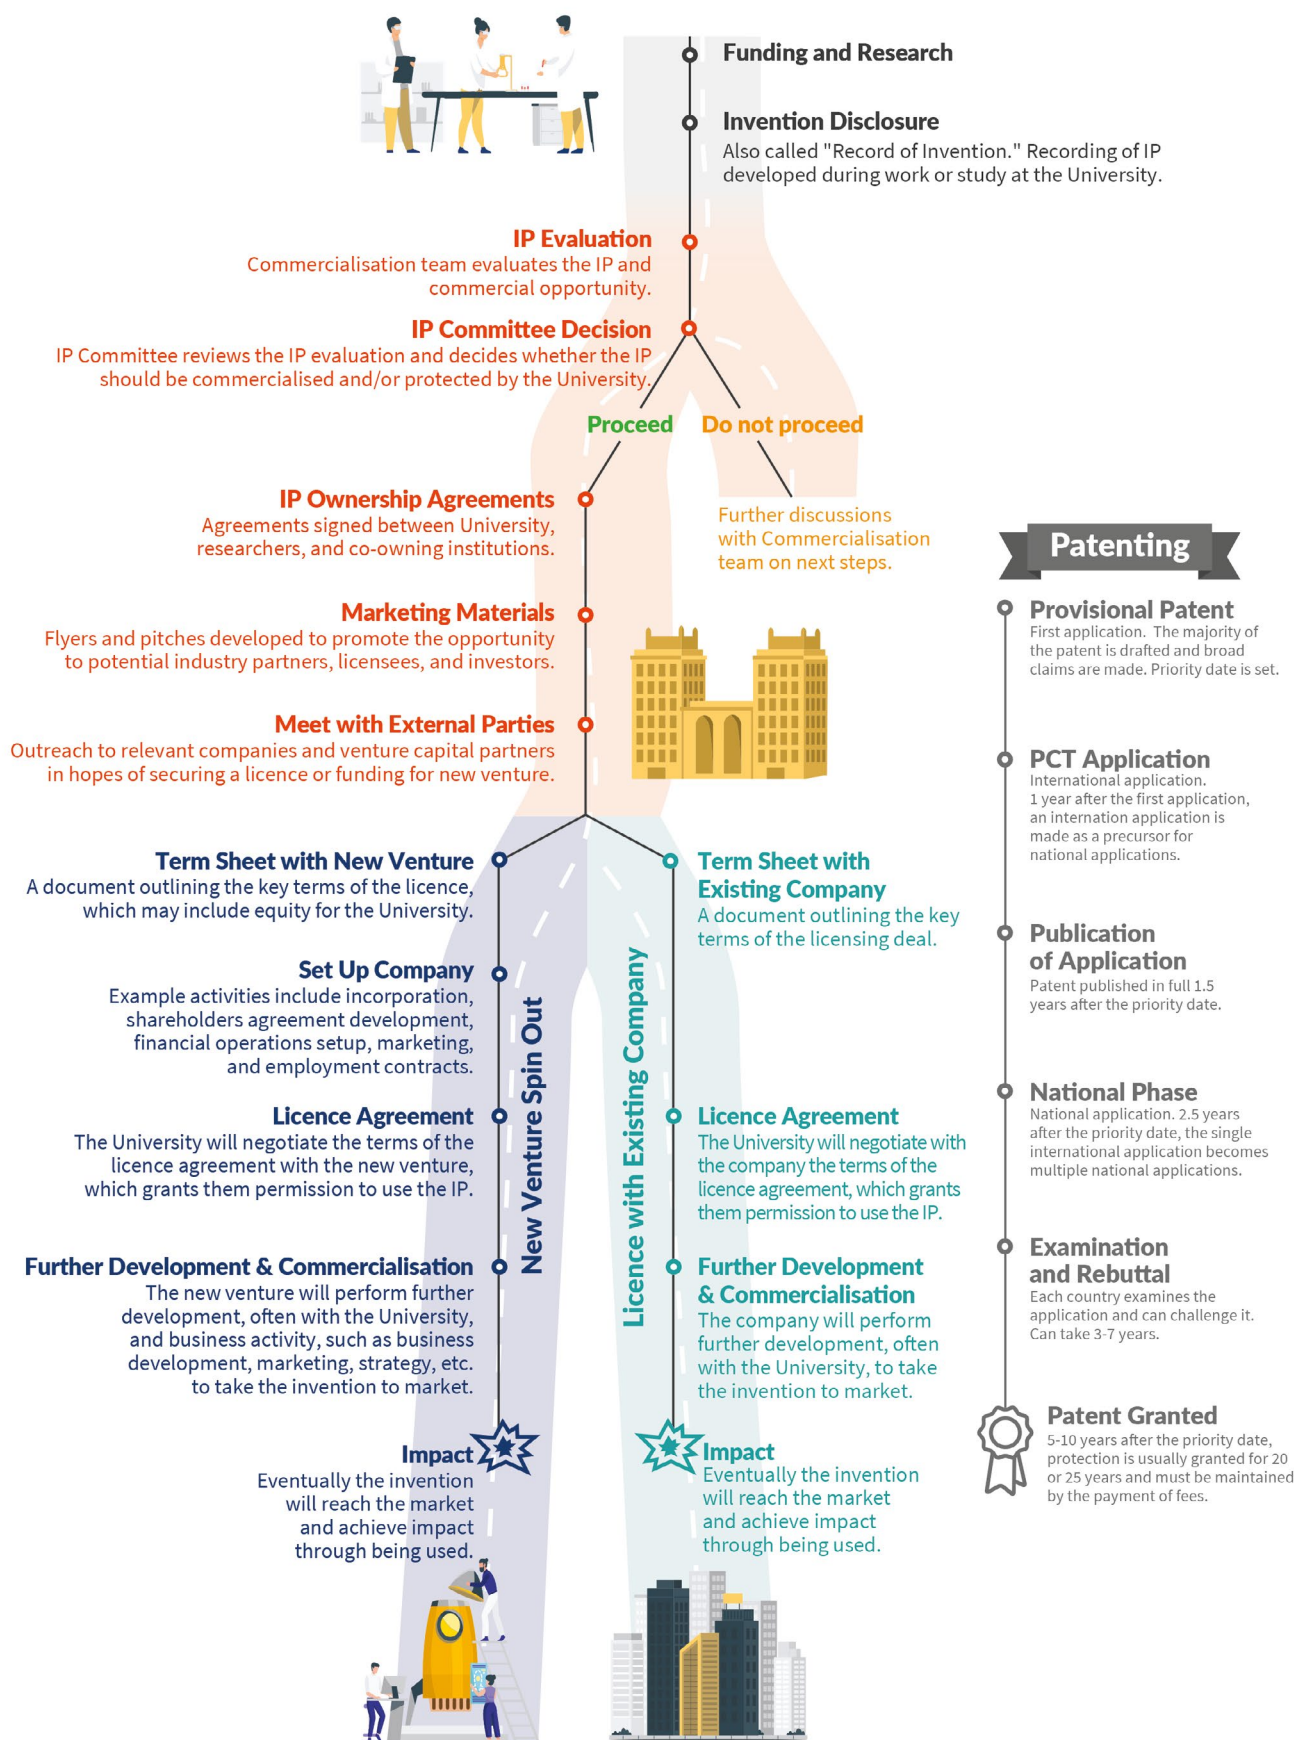 Funding and Research
Invention Disclosure
Also called "Record of Invention." Recording of IP
developed during work or study at the University.
IP Evaluation
Commercialisation team evaluates the IP and
commercial opportunity.
IP Committee Decision
IP Committee reviews the IP evaluation and decides whether the IP
should be commercialised and/or protected by the University.
Proceed
Do not proceed
IP Ownership Agreements
Agreements signed between University,
researchers, and co-owning institutions.
Further discussions
with Commercialisation
team on next steps.
Marketing Materials
Flyers and pitches developed to promote the opportunity
to potential industry partners, licensees, and investors.
Meet with External Parties
Outreach to relevant companies and venture capital partners
in hopes of securing a licence or funding for new venture.
Term Sheet with New Venture
A document outlining the key terms of the licence,
which may include equity for the University.
Set Up Company
Example activities include incorporation,
shareholders agreement development,
financial operations setup, marketing,
and employment contracts.
Licence Agreement
The University will negotiate the terms of the
licence agreement with the new venture,
which grants them permission to use the IP.
Further Development & Commercialisation
The new venture will perform further
development, often with the University,
and business activity, such as business
development, marketing, strategy, etc.
to take the invention to market.
Impact
Eventually the invention
will reach the market
and achieve impact
through being used.
New Venture Spin Out
Licence with Existing Company
Term Sheet with
Existing Company
A document outlining the key
terms of the licensing deal.
Licence Agreement
The University will negotiate with
the company the terms of the
licence agreement, which grants
them permission to use the IP.
Further Development
& Commercialisation
The company will perform
further development, often
with the University, to take
the invention to market.
Impact
Eventually the invention
will reach the market
and achieve impact
through being used.
Patenting
Provisional Patent
First application. The majority of
the patent is drafted and broad
claims are made. Priority date is set.
PCT Application
International application.
1 year after the first application,
an internation application is
made as a precursor for
national applications.
Publication
of Application
Patent published in full 1.5
years after the priority date.
National Phase
National application. 2.5 years
after the priority date, the single
international application becomes
multiple national applications.
Examination
and Rebuttal
Each country examines the
application and can challenge it.
Can take 3-7 years.
Patent Granted
5-10 years after the priority date,
protection is usually granted for 20
or 25 years and must be maintained
by the payment of fees.